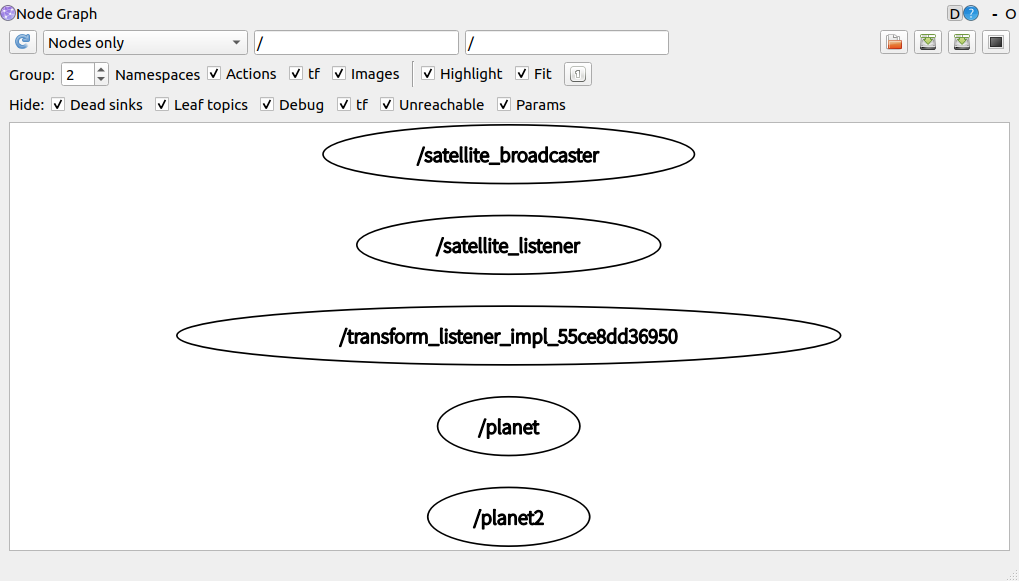 Node Graph D ? - O
Nodes only / /
Group: 2 Namespaces Actions tf Images Highlight Fit
Hide: Dead sinks Leaf topics Debug tf Unreachable Params
/satellite_broadcaster
/satellite_listener
/transform_listener_impl_55ce8dd36950
/planet
/planet2